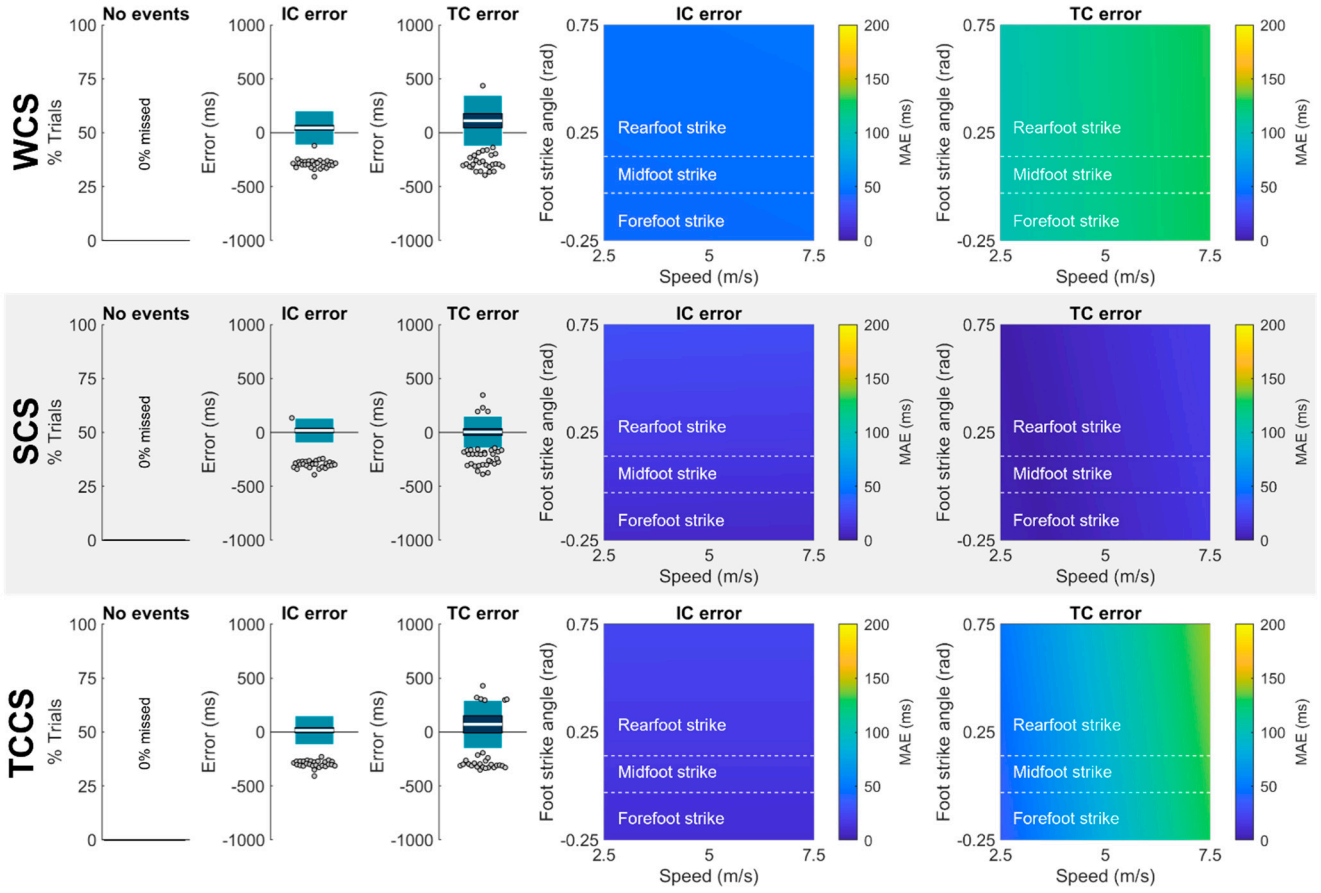 WCS
No events
% Trials
100
75
50
25
0
0% missed
IC error
Error (ms)
1000
500
0
-500
-1000
TC error
Error (ms)
1000
500
0
-500
-1000
IC error
Foot strike angle (rad)
0.75
0.25
-0.25
Rearfoot strike
Midfoot strike
Forefoot strike
2.5 5 7.5
Speed (m/s)
200
150
100
50
0
MAE (ms)
TC error
Foot strike angle (rad)
0.75
0.25
-0.25
Rearfoot strike
Midfoot strike
Forefoot strike
2.5 5 7.5
Speed (m/s)
200
150
100
50
0
MAE (ms)
SCS
No events
% Trials
100
75
50
25
0
0% missed
IC error
Error (ms)
1000
500
0
-500
-1000
TC error
Error (ms)
1000
500
0
-500
-1000
IC error
Foot strike angle (rad)
0.75
0.25
-0.25
Rearfoot strike
Midfoot strike
Forefoot strike
2.5 5 7.5
Speed (m/s)
200
150
100
50
0
MAE (ms)
TC error
Foot strike angle (rad)
0.75
0.25
-0.25
Rearfoot strike
Midfoot strike
Forefoot strike
2.5 5 7.5
Speed (m/s)
200
150
100
50
0
MAE (ms)
TCCS
No events
% Trials
100
75
50
25
0
0% missed
IC error
Error (ms)
1000
500
0
-500
-1000
TC error
Error (ms)
1000
500
0
-500
-1000
IC error
Foot strike angle (rad)
0.75
0.25
-0.25
Rearfoot strike
Midfoot strike
Forefoot strike
2.5 5 7.5
Speed (m/s)
200
150
100
50
0
MAE (ms)
TC error
Foot strike angle (rad)
0.75
0.25
-0.25
Rearfoot strike
Midfoot strike
Forefoot strike
2.5 5 7.5
Speed (m/s)
200
150
100
50
0
MAE (ms)